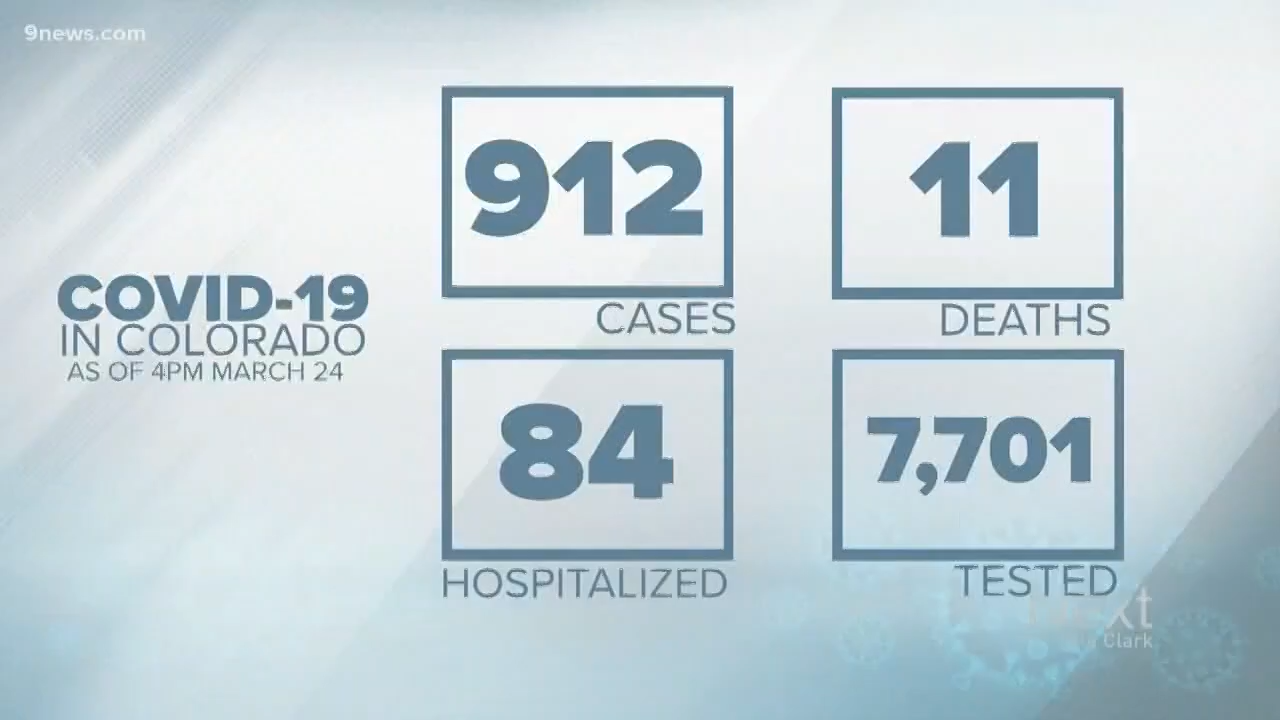 9news.com
912
11
CASES
DEATHS
COVID-19
IN COLORADO
AS OF 4PM MARCH 24
84
7,701
HOSPITALIZED
TESTED
Clark